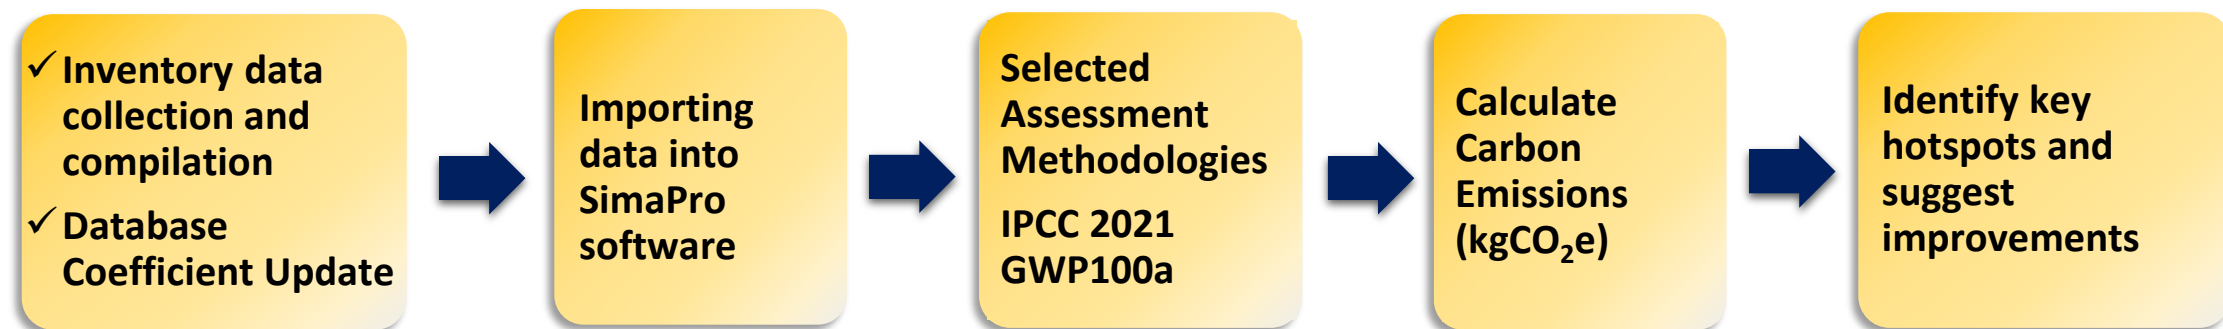 ✓ Inventory data
collection and
compilation
✓ Database
Coefficient Update
Importing
data into
SimaPro
software
Selected
Assessment
Methodologies
IPCC 2021
GWP100a
Calculate
Carbon
Emissions
(kgCO₂e)
Identify key
hotspots and
suggest
improvements